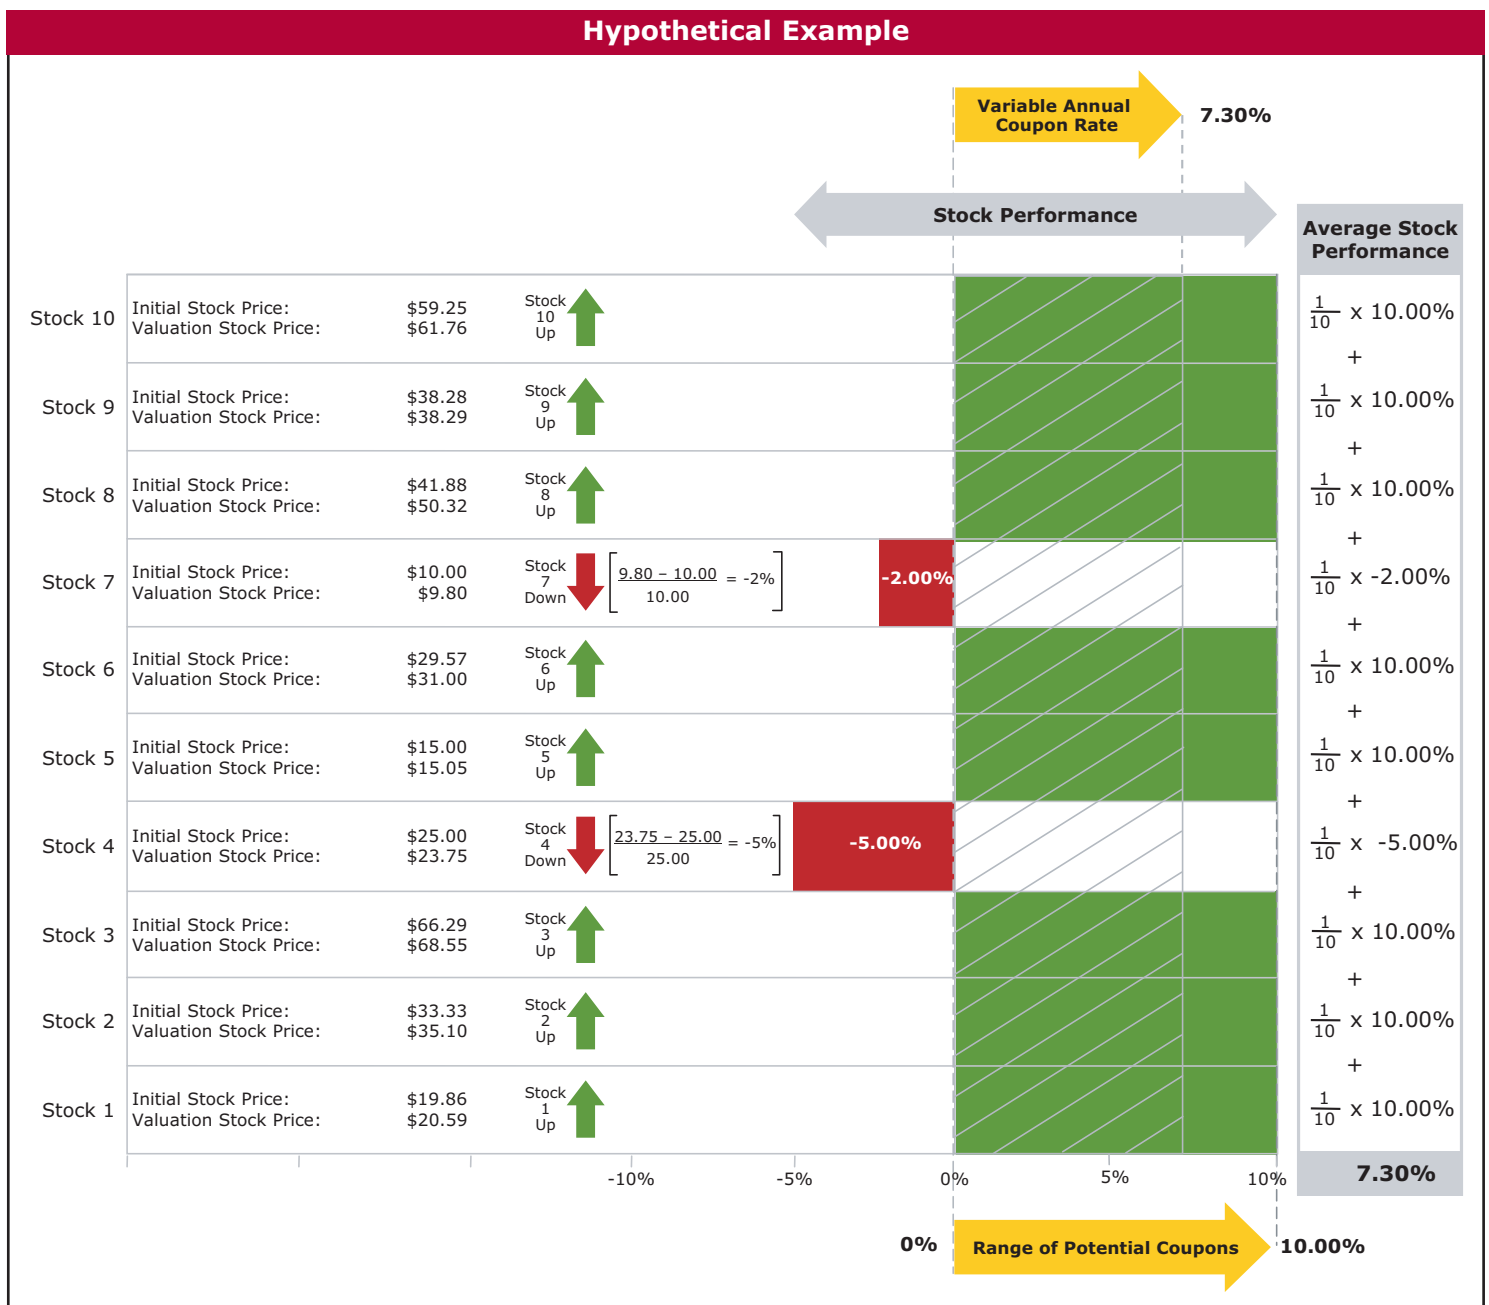 Hypothetical Example
Variable Annual
Coupon Rate
7.30%
Stock Performance
Average Stock
Performance
Stock 10
Initial Stock Price: $59.25
Valuation Stock Price: $61.76
Stock
10
Up
1/10 x 10.00%
+
Stock 9
Initial Stock Price: $38.28
Valuation Stock Price: $38.29
Stock
9
Up
1/10 x 10.00%
+
Stock 8
Initial Stock Price: $41.88
Valuation Stock Price: $50.32
Stock
8
Up
1/10 x 10.00%
+
Stock 7
Initial Stock Price: $10.00
Valuation Stock Price: $9.80
Stock
7
Down
9.80 – 10.00 = -2%
10.00
-2.00%
1/10 x -2.00%
+
Stock 6
Initial Stock Price: $29.57
Valuation Stock Price: $31.00
Stock
6
Up
1/10 x 10.00%
+
Stock 5
Initial Stock Price: $15.00
Valuation Stock Price: $15.05
Stock
5
Up
1/10 x 10.00%
+
Stock 4
Initial Stock Price: $25.00
Valuation Stock Price: $23.75
Stock
4
Down
23.75 – 25.00 = -5%
25.00
-5.00%
1/10 x -5.00%
+
Stock 3
Initial Stock Price: $66.29
Valuation Stock Price: $68.55
Stock
3
Up
1/10 x 10.00%
+
Stock 2
Initial Stock Price: $33.33
Valuation Stock Price: $35.10
Stock
2
Up
1/10 x 10.00%
+
Stock 1
Initial Stock Price: $19.86
Valuation Stock Price: $20.59
Stock
1
Up
1/10 x 10.00%
-10% -5% 0% 5% 10%
7.30%
0%
Range of Potential Coupons
10.00%